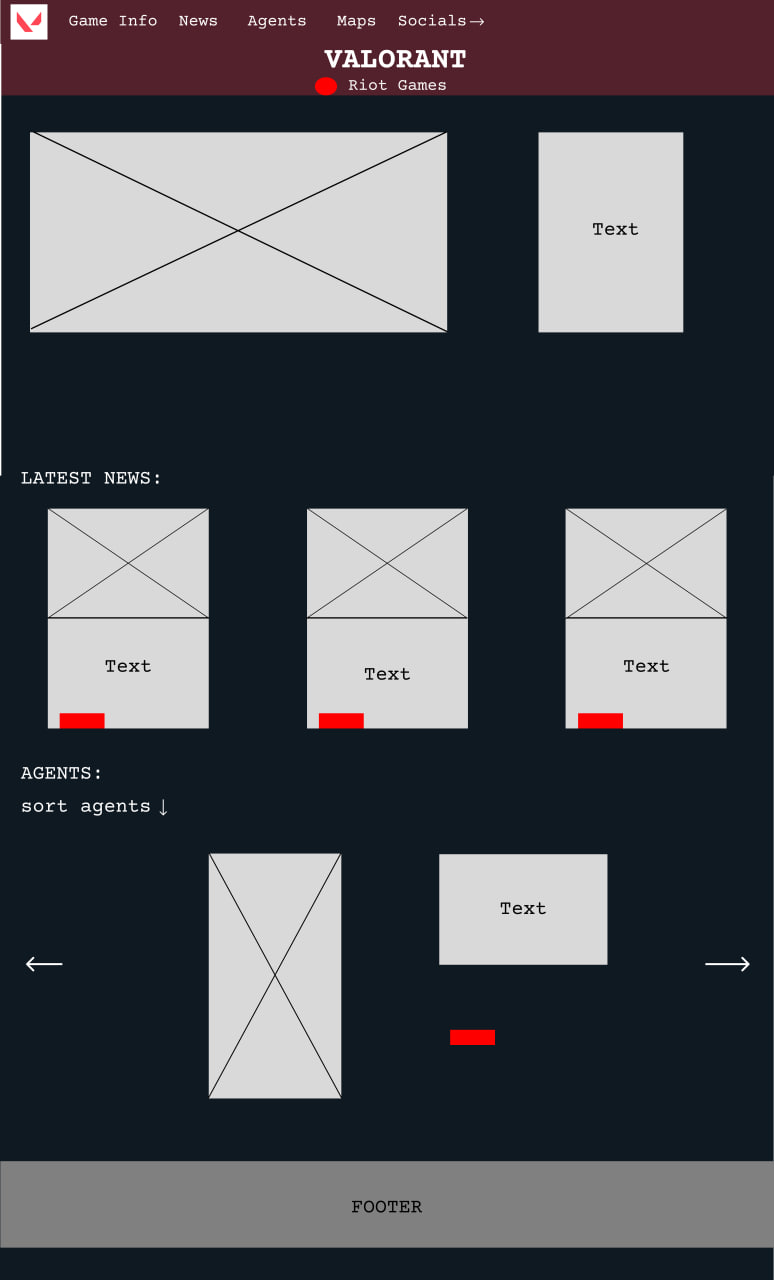 Game Info News Agents Maps Socials→
VALORANT
Riot Games
Text
LATEST NEWS:
Text
Text
Text
AGENTS:
sort agents ↓
Text
FOOTER